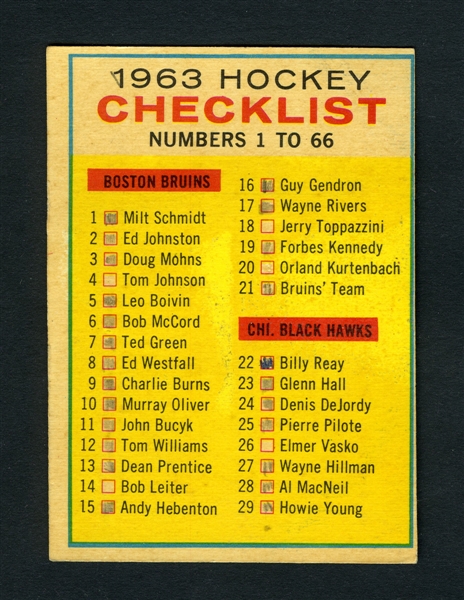 1963 HOCKEY
CHECKLIST
NUMBERS 1 TO 66
BOSTON BRUINS
1 Milt Schmidt
2 Ed Johnston
3 Doug Mohns
4 Tom Johnson
5 Leo Boivin
6 Bob McCord
7 Ted Green
8 Ed Westfall
9 Charlie Burns
10 Murray Oliver
11 John Bucyk
12 Tom Williams
13 Dean Prentice
14 Bob Leiter
15 Andy Hebenton
16 Guy Gendron
17 Wayne Rivers
18 Jerry Toppazzini
19 Forbes Kennedy
20 Orland Kurtenbach
21 Bruins' Team
CHI. BLACK HAWKS
22 Billy Reay
23 Glenn Hall
24 Denis DeJordy
25 Pierre Pilote
26 Elmer Vasko
27 Wayne Hillman
28 Al MacNeil
29 Howie Young